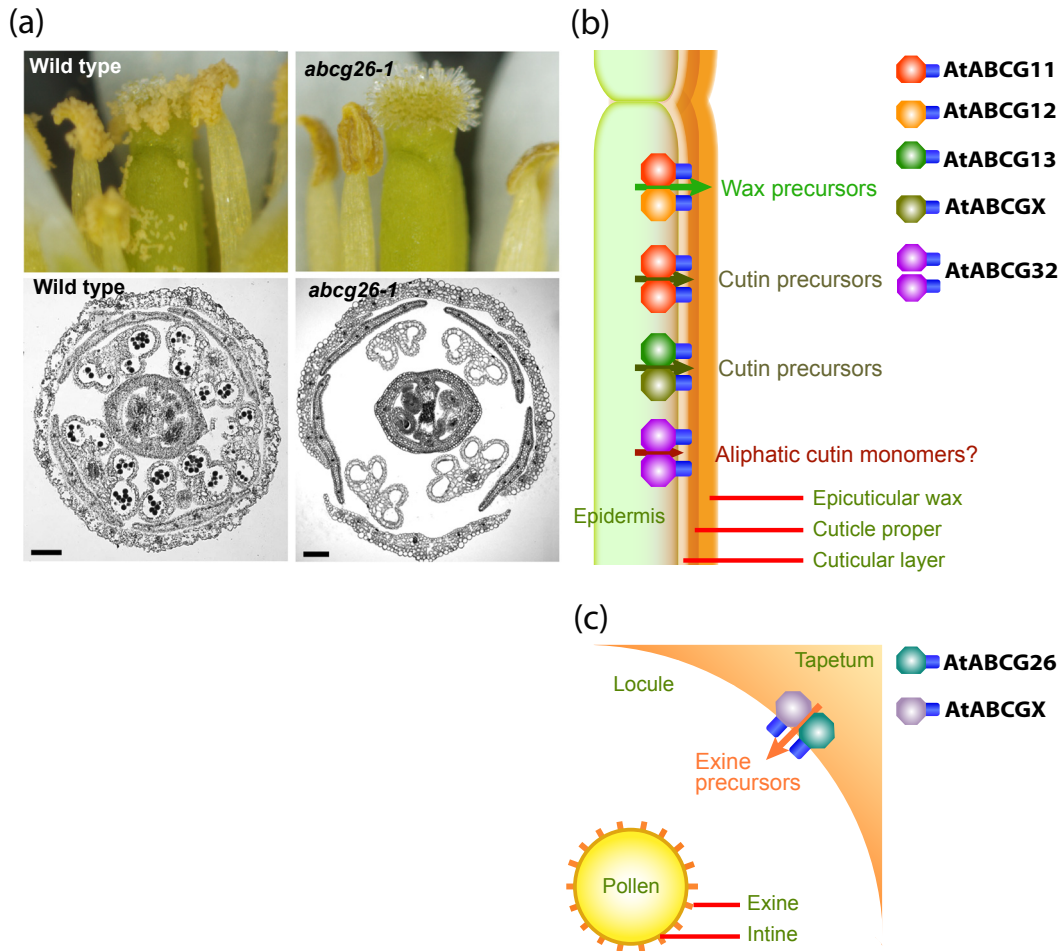 (a)
Wild type
abcg26-1
Wild type
abcg26-1
(b)
AtABCG11
AtABCG12
AtABCG13
AtABCGX
AtABCG32
Wax precursors
Cutin precursors
Cutin precursors
Aliphatic cutin monomers?
Epidermis
Epicuticular wax
Cuticle proper
Cuticular layer
(c)
Tapetum
Locule
AtABCG26
AtABCGX
Exine
precursors
Pollen
Exine
Intine